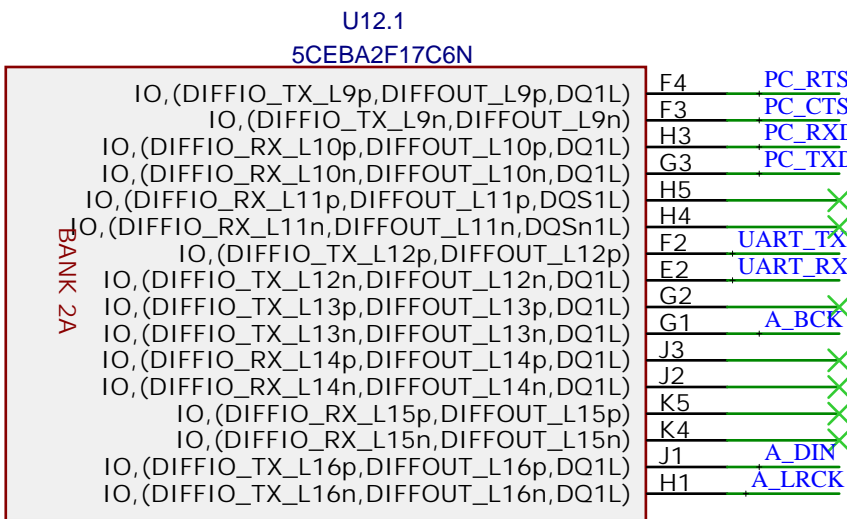 U12.1
5CEBA2F17C6N
IO,(DIFFIO_TX_L9p,DIFFOUT_L9p,DQ1L) F4 PC_RTS
IO,(DIFFIO_TX_L9n,DIFFOUT_L9n) F3 PC_CTS
IO,(DIFFIO_RX_L10p,DIFFOUT_L10p,DQ1L) H3 PC_RXD
IO,(DIFFIO_RX_L10n,DIFFOUT_L10n,DQ1L) G3 PC_TXD
IO,(DIFFIO_RX_L11p,DIFFOUT_L11p,DQS1L) H5
IO,(DIFFIO_RX_L11n,DIFFOUT_L11n,DQSn1L) H4
IO,(DIFFIO_TX_L12p,DIFFOUT_L12p) F2 UART_TX
IO,(DIFFIO_TX_L12n,DIFFOUT_L12n,DQ1L) E2 UART_RX
IO,(DIFFIO_TX_L13p,DIFFOUT_L13p,DQ1L) G2
IO,(DIFFIO_TX_L13n,DIFFOUT_L13n,DQ1L) G1 A_BCK
IO,(DIFFIO_RX_L14p,DIFFOUT_L14p,DQ1L) J3
IO,(DIFFIO_RX_L14n,DIFFOUT_L14n,DQ1L) J2
IO,(DIFFIO_RX_L15p,DIFFOUT_L15p) K5
IO,(DIFFIO_RX_L15n,DIFFOUT_L15n) K4
IO,(DIFFIO_TX_L16p,DIFFOUT_L16p,DQ1L) J1 A_DIN
IO,(DIFFIO_TX_L16n,DIFFOUT_L16n,DQ1L) H1 A_LRCK
BANK 2A